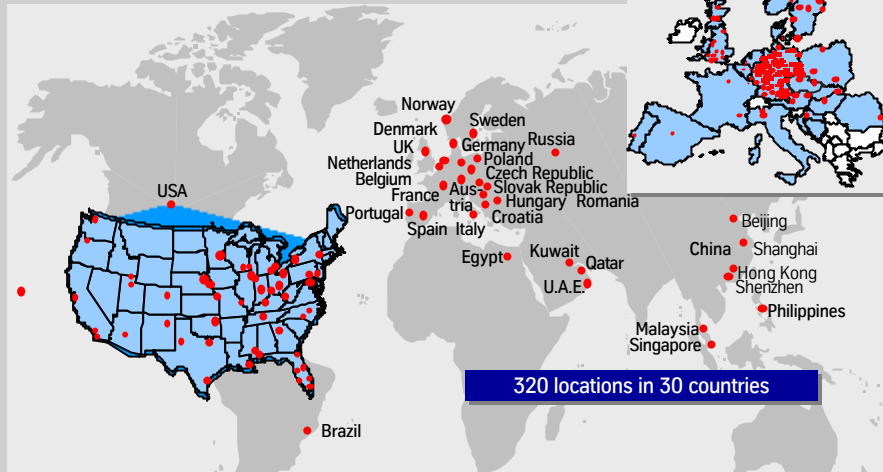 Norway
Sweden
Denmark
Germany
Russia
UK
Poland
Netherlands
Czech Republic
Belgium
Slovak Republic
France
Aus-
tria
Hungary
Romania
USA
Portugal
Spain
Italy
Croatia
Egypt
Kuwait
Qatar
U.A.E.
Beijing
China
Shanghai
Hong Kong
Shenzhen
Philippines
Malaysia
Singapore
320 locations in 30 countries
Brazil